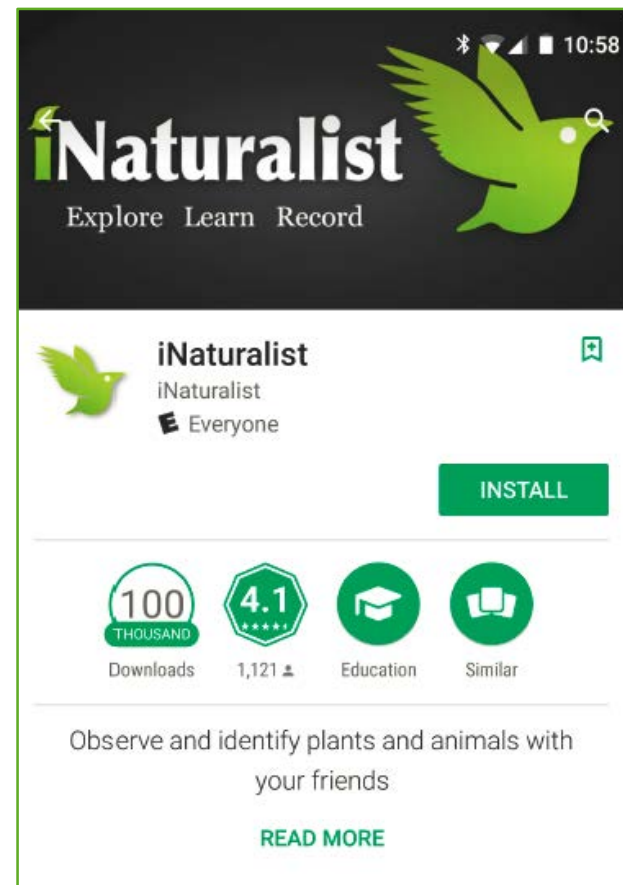 10:58
iNaturalist
Explore Learn Record
iNaturalist
iNaturalist
E Everyone
INSTALL
100
THOUSAND
4.1
Downloads
1,121
Education
Similar
Observe and identify plants and animals with
your friends
READ MORE